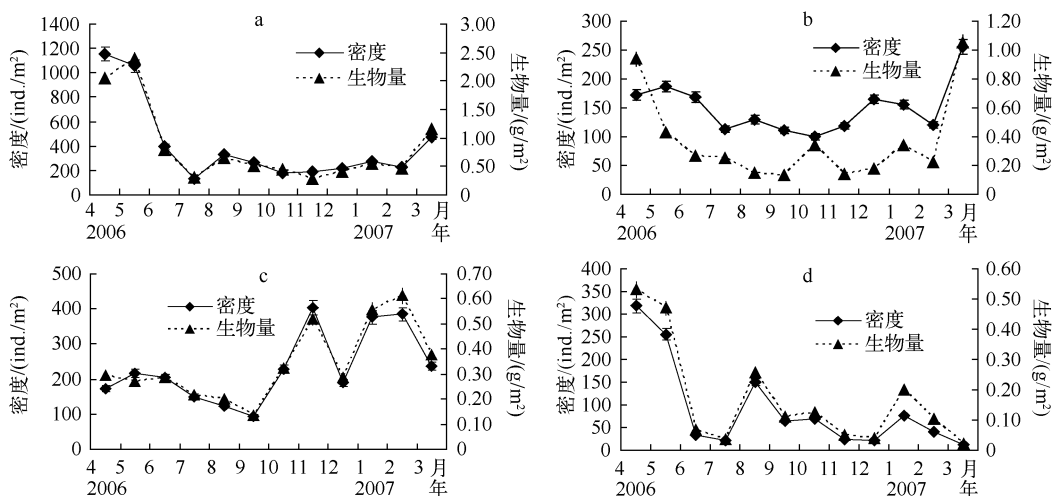 a
密度/(ind./m²)
1400
1200
1000
800
600
400
200
0
3.00
2.50
2.00
1.50
1.00
0.50
0
生物量/(g/m²)
密度
生物量
4 5 6 7 8 9 10 11 12 1 2 3 月
2006 2007 年
b
密度/(ind./m²)
300
250
200
150
100
50
0
1.20
1.00
0.80
0.60
0.40
0.20
0
生物量/(g/m²)
密度
生物量
4 5 6 7 8 9 10 11 12 1 2 3 月
2006 2007 年
c
密度/(ind./m²)
500
400
300
200
100
0
0.70
0.60
0.50
0.40
0.30
0.20
0.10
0.00
生物量/(g/m²)
密度
生物量
4 5 6 7 8 9 10 11 12 1 2 3 月
2006 2007 年
d
密度/(ind./m²)
400
350
300
250
200
150
100
50
0
0.60
0.50
0.40
0.30
0.20
0.10
0
生物量/(g/m²)
密度
生物量
4 5 6 7 8 9 10 11 12 1 2 3 月
2006 2007 年